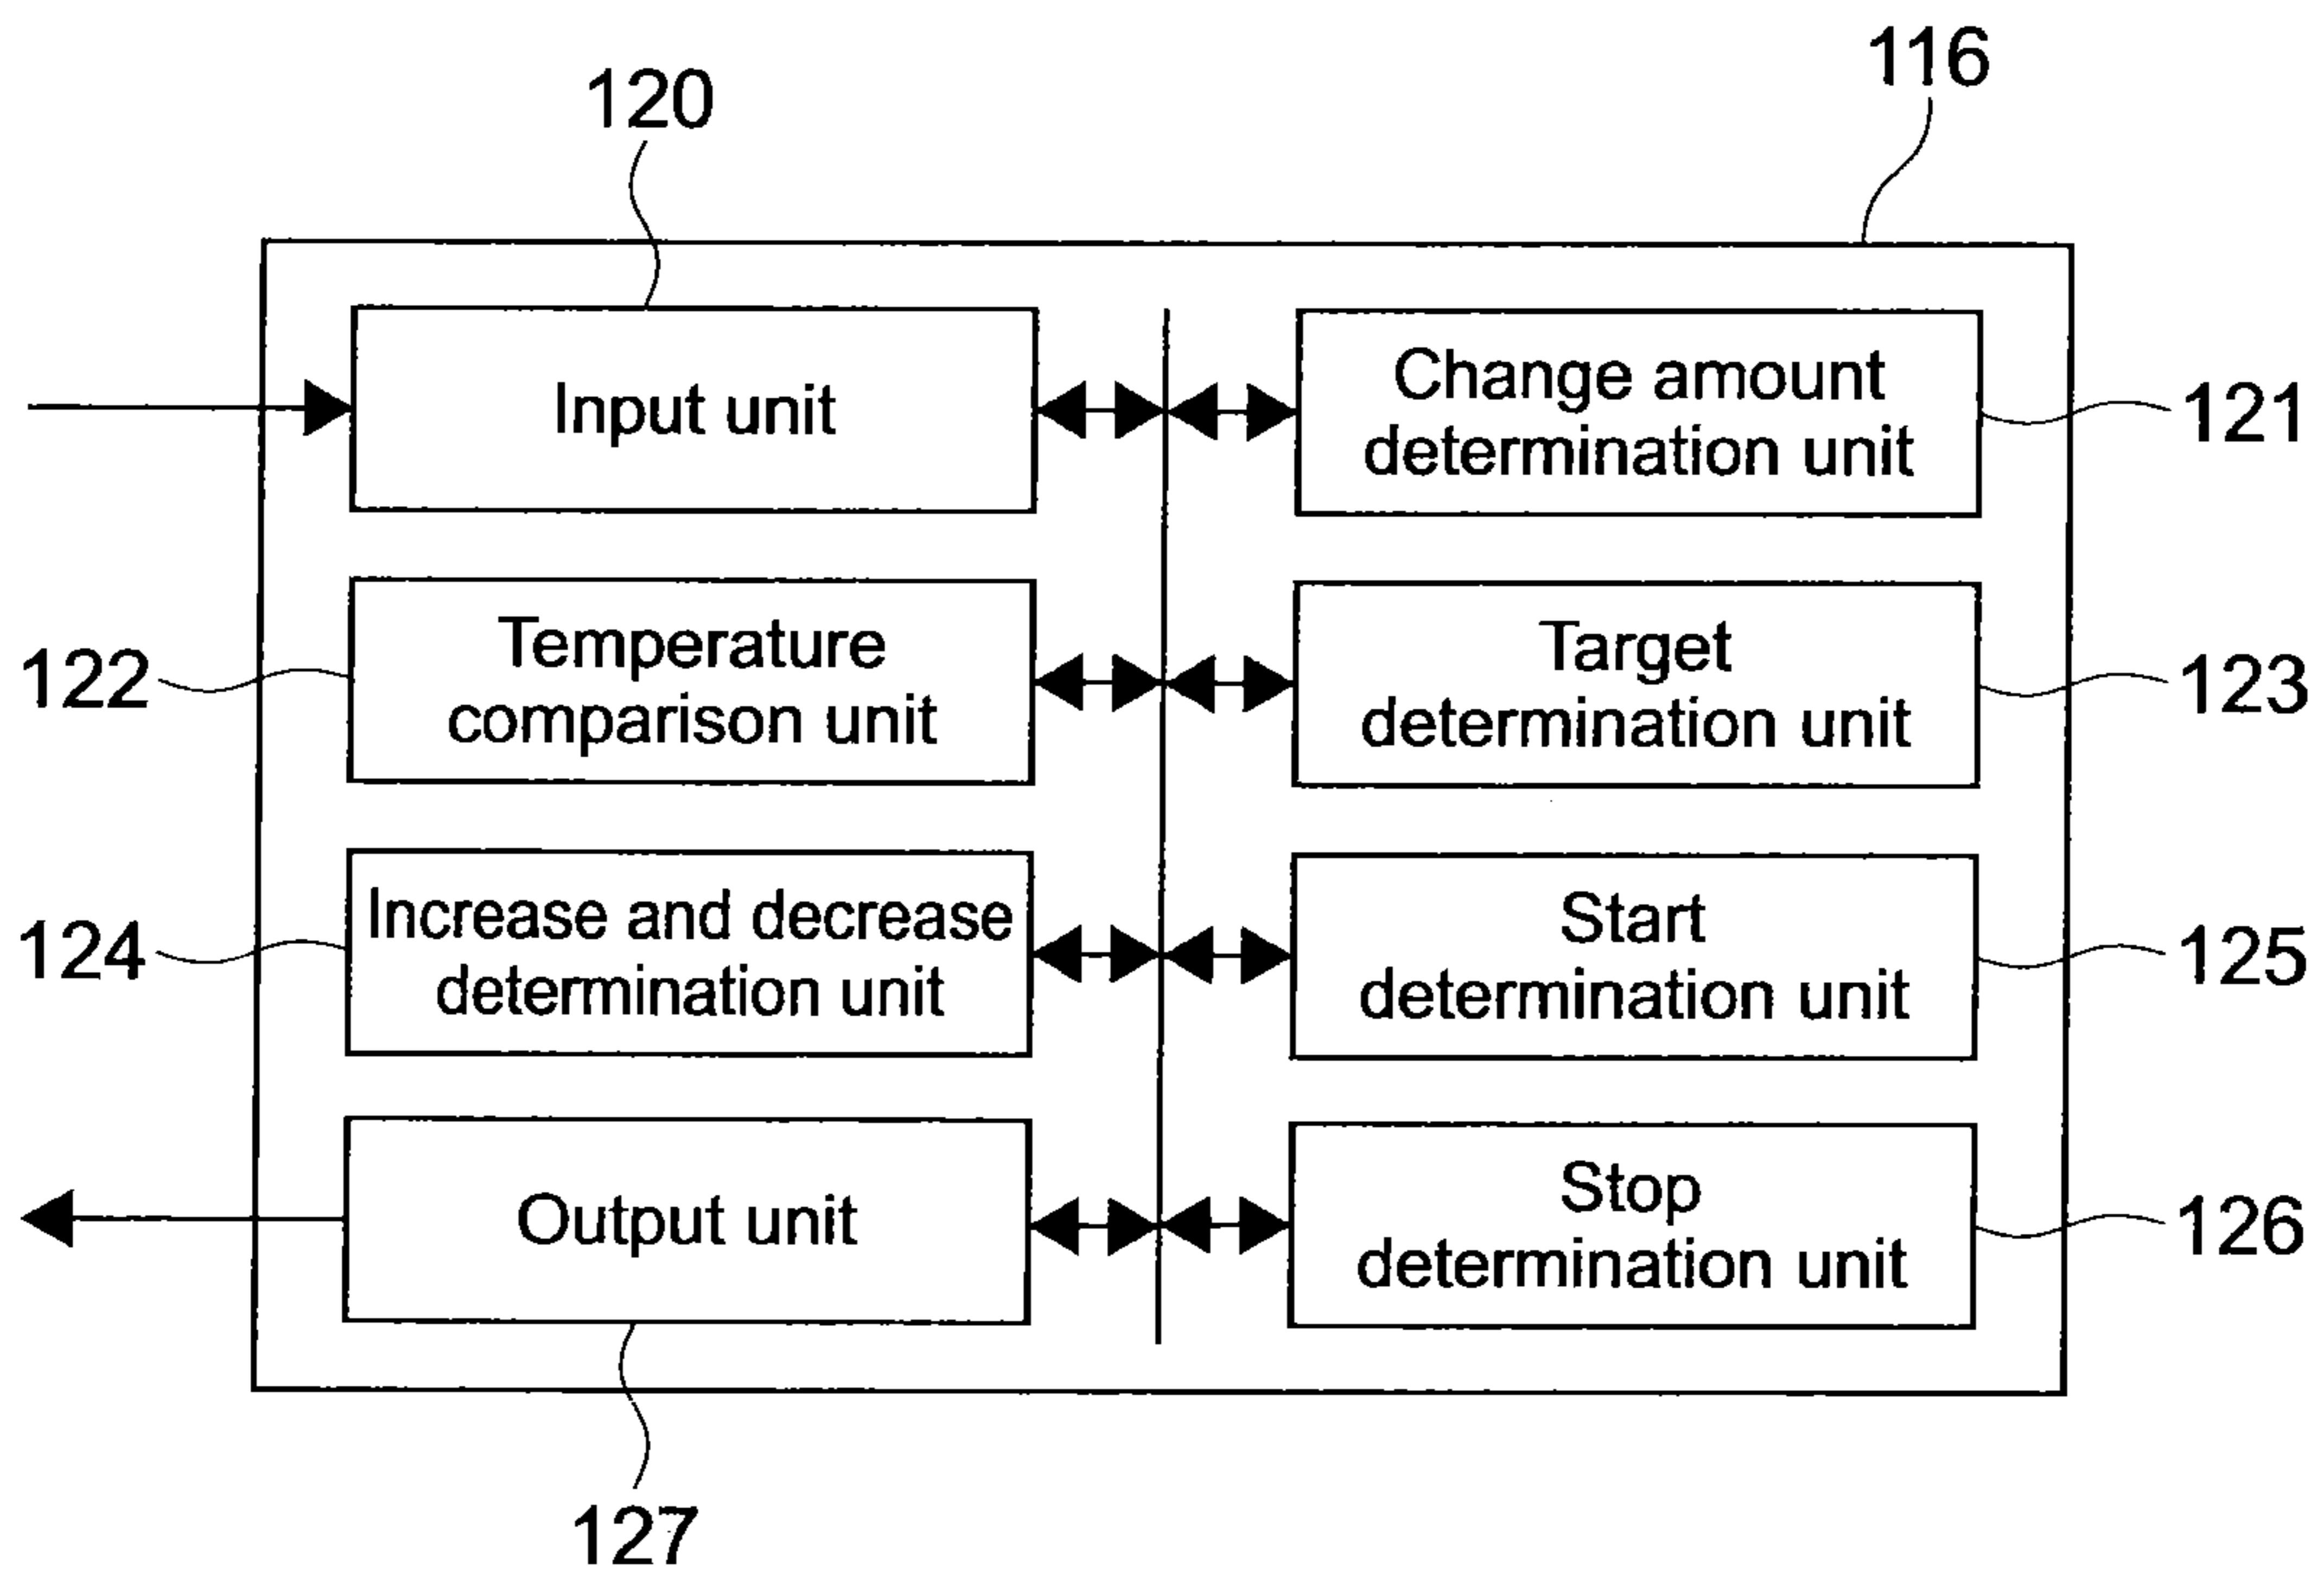 116
120
Input unit
Change amount
determination unit
121
122
Temperature
comparison unit
Target
determination unit
123
124
Increase and decrease
determination unit
Start
determination unit
125
Output unit
Stop
determination unit
126
127